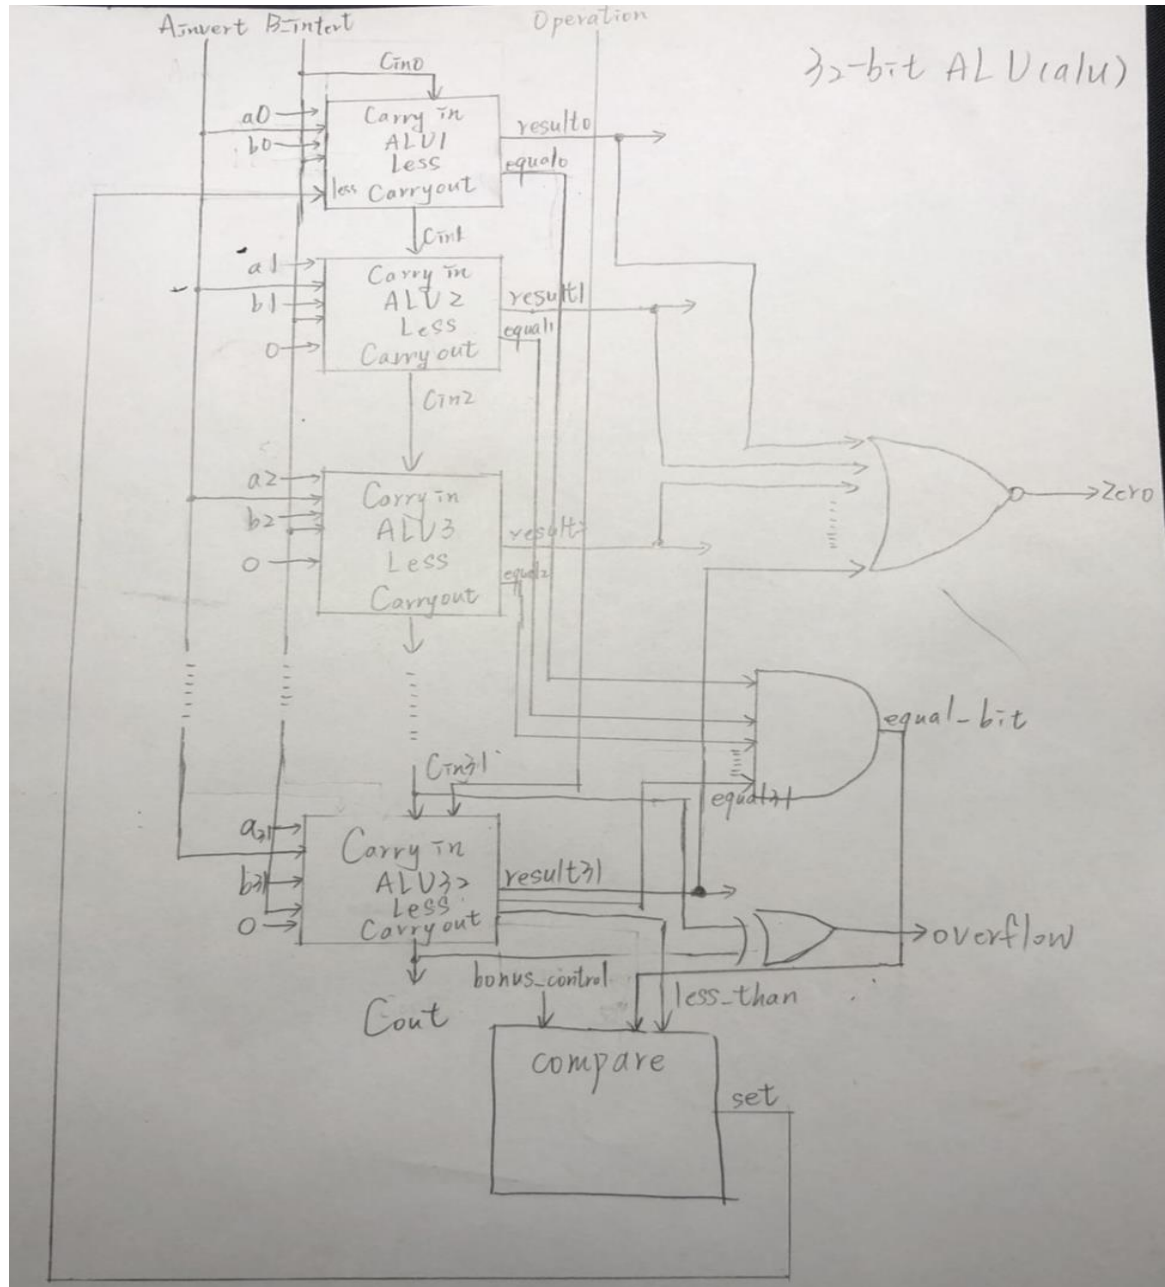 Ainvert B-intert Operation
32-bit ALU(alu)
Cin0
a0
b0
less
Carry in
ALU1
Less
Carryout
result0
equal0
Cin1
a1
b1
0
Carry in
ALU2
Less
Carryout
result1
equal1
Cin2
a2
b2
0
Carry in
ALU3
Less
Carryout
result2
equal2
Zero
equal-bit
Cin31
equal31
a31
b31
0
Carry in
ALU32
Less
Carryout
result31
overflow
Cout
bonus_control
less_than
compare
set